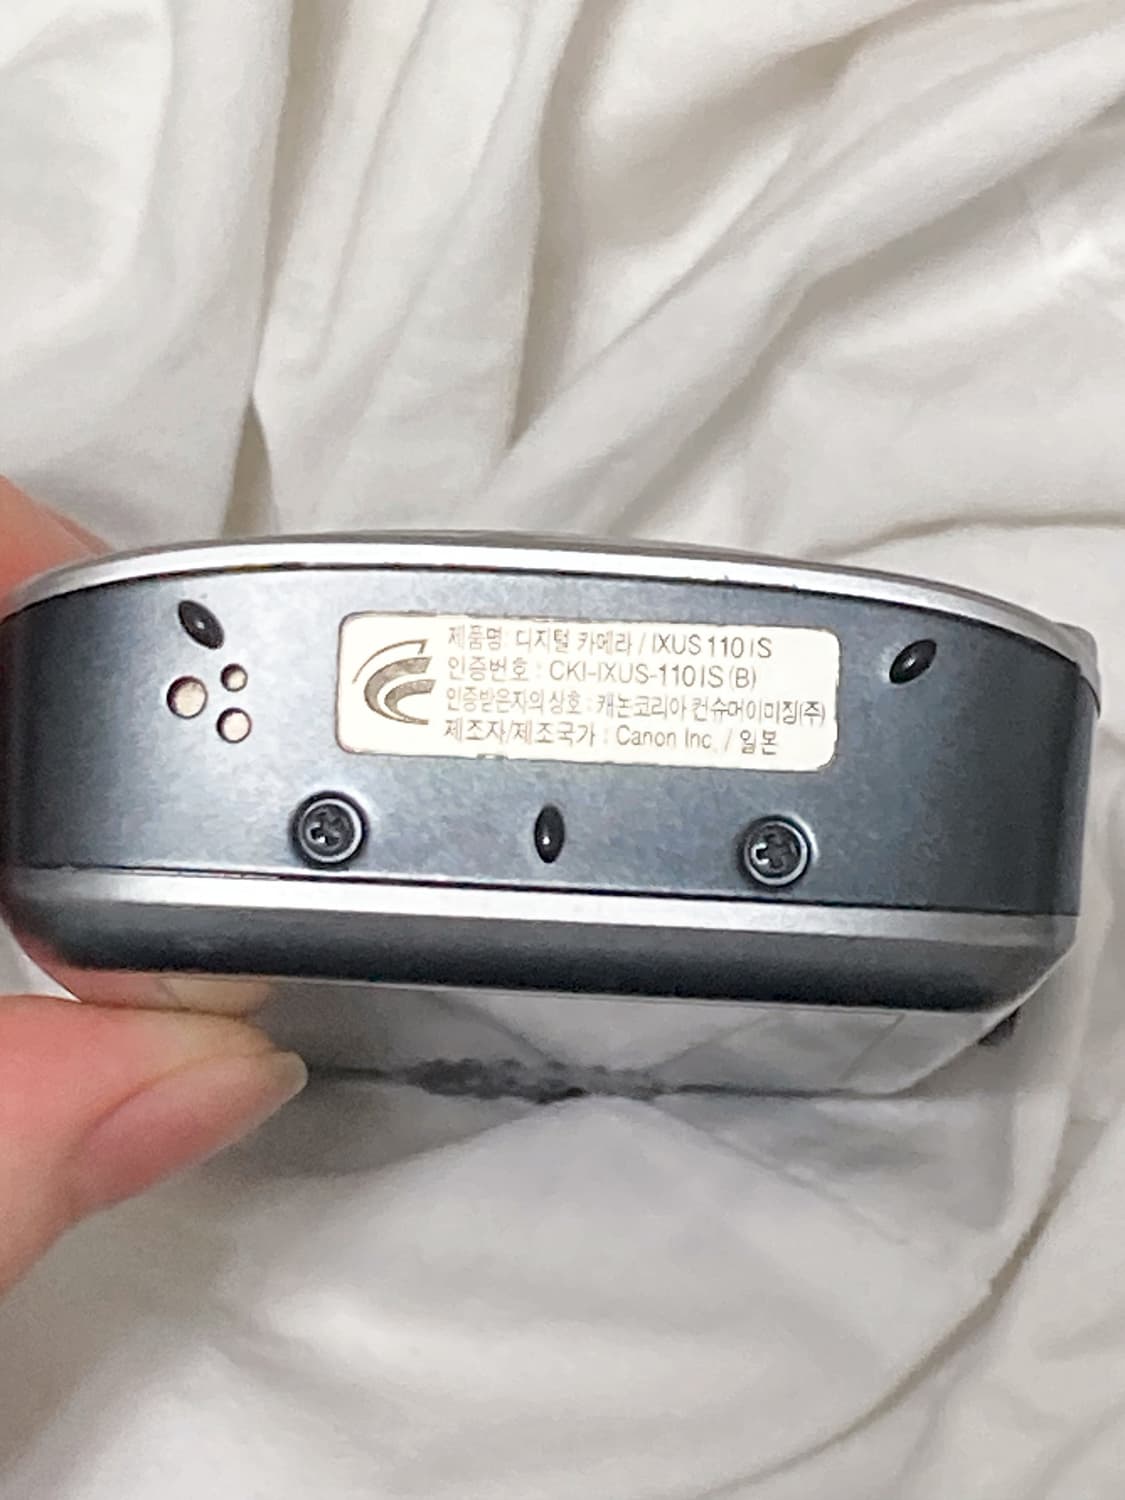 제품명 : 디지털 카메라 / IXUS 110 IS
인증번호 : CKI-IXUS-110IS (B)
인증받은자의 상호 : 캐논코리아 컨슈머이미징(주)
제조자/제조국가 : Canon Inc. / 일본